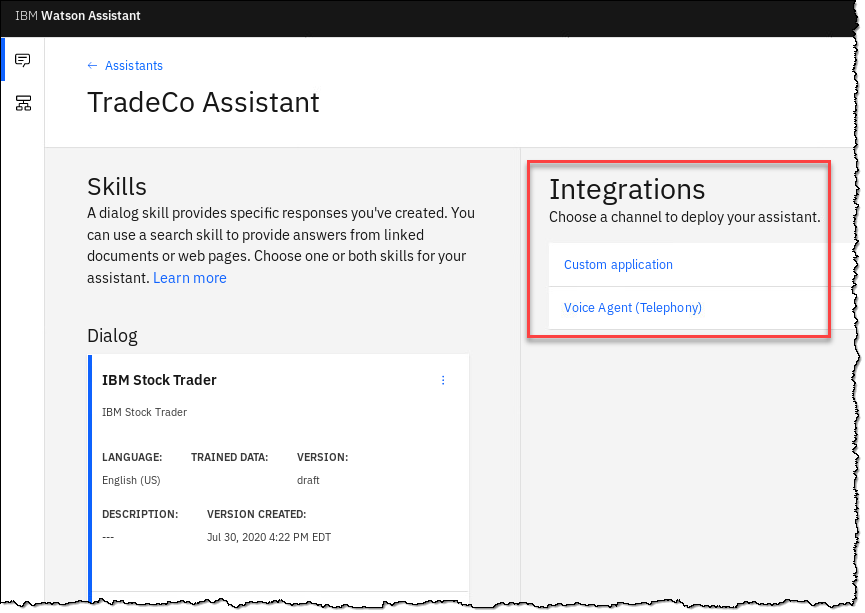 IBM Watson Assistant
← Assistants
TradeCo Assistant
Skills
A dialog skill provides specific responses you've created. You
can use a search skill to provide answers from linked
documents or web pages. Choose one or both skills for your
assistant. Learn more
Dialog
IBM Stock Trader
IBM Stock Trader
LANGUAGE: TRAINED DATA: VERSION:
English (US) draft
DESCRIPTION: VERSION CREATED:
--- Jul 30, 2020 4:22 PM EDT
Integrations
Choose a channel to deploy your assistant.
Custom application
Voice Agent (Telephony)